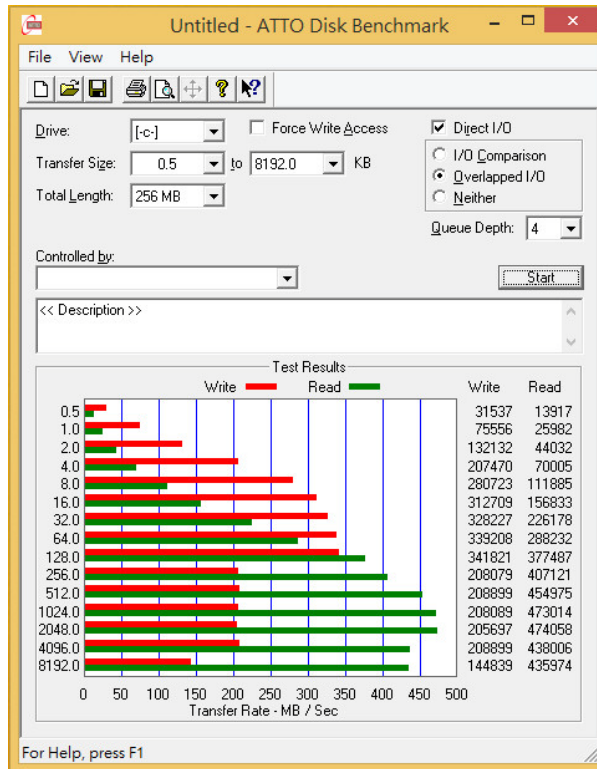 Untitled - ATTO Disk Benchmark
File View Help
Drive: [-c-] Force Write Access Direct I/O
Transfer Size: 0.5 to 8192.0 KB I/O Comparison
Overlapped I/O
Total Length: 256 MB Neither
Queue Depth: 4
Controlled by:
Start
<< Description >>
Test Results
Write Read Write Read
0.5 31537 13917
1.0 75556 25982
2.0 132132 44032
4.0 207470 70005
8.0 280723 111885
16.0 312709 156833
32.0 328227 226178
64.0 339208 288232
128.0 341821 377487
256.0 208079 407121
512.0 208899 454975
1024.0 208089 473014
2048.0 205697 474058
4096.0 208899 438006
8192.0 144839 435974
0 50 100 150 200 250 300 350 400 450 500
Transfer Rate - MB / Sec
For Help, press F1